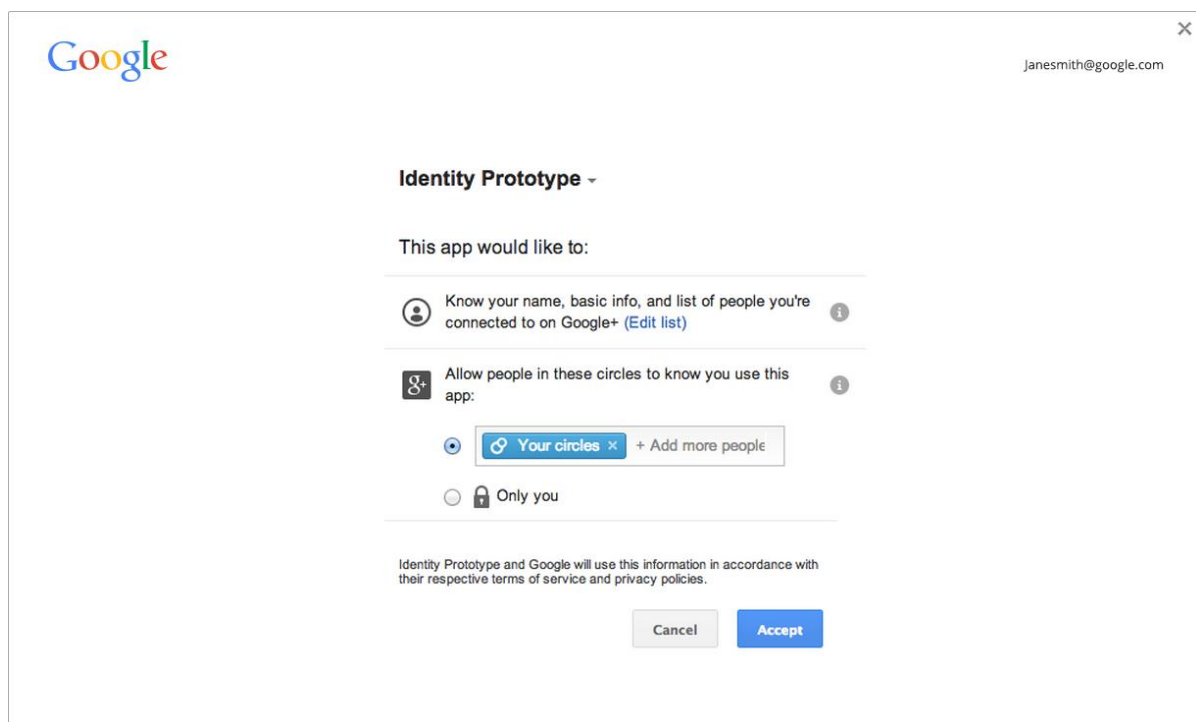 Google
Janesmith@google.com
Identity Prototype
This app would like to:
Know your name, basic info, and list of people you're
connected to on Google+ (Edit list)
Allow people in these circles to know you use this
app:
Your circles × + Add more people
Only you
Identity Prototype and Google will use this information in accordance with
their respective terms of service and privacy policies.
Cancel Accept